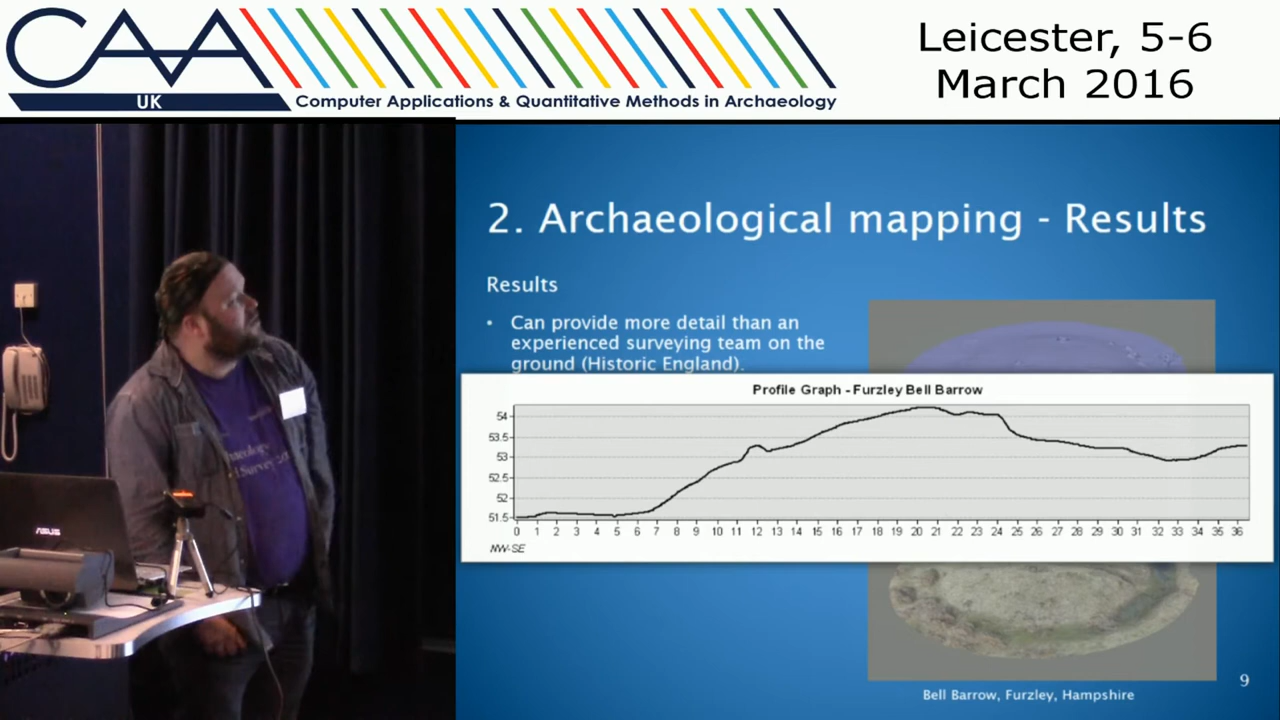 CAA
UK
Computer Applications & Quantitative Methods in Archaeology
Leicester, 5-6
March 2016
2. Archaeological mapping - Results
Results
• Can provide more detail than an
experienced surveying team on the
ground (Historic England).
Profile Graph - Furzley Bell Barrow
54
53.5
53
52.5
52
51.5
0 1 2 3 4 5 6 7 8 9 10 11 12 13 14 15 16 17 18 19 20 21 22 23 24 25 26 27 28 29 30 31 32 33 34 35 36
NW-SE
Bell Barrow, Furzley, Hampshire
9
ASUS